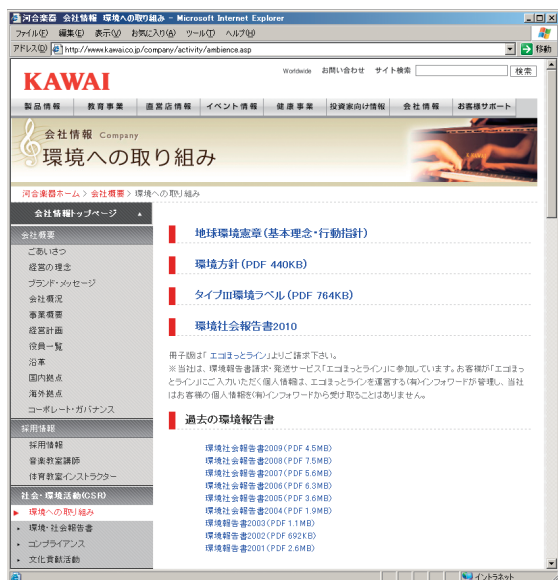 河合楽器 会社情報 環境への取り組み - Microsoft Internet Explorer
ファイル(F) 編集(E) 表示(V) お気に入り(A) ツール(T) ヘルプ(H)
アドレス(D) http://www.kawai.co.jp/company/activity/ambience.asp 移動
Worldwide お問い合わせ サイト検索 検索
KAWAI
製品情報 教育事業 直営店情報 イベント情報 健康事業 投資家向け情報 会社情報 お客様サポート
会社情報 Company
環境への取り組み
河合楽器ホーム > 会社概要 > 環境への取り組み
会社情報トップページ
会社概要
ごあいさつ
経営の理念
ブランド・メッセージ
会社概況
事業概要
経営計画
役員一覧
沿革
国内拠点
海外拠点
コーポレート・ガバナンス
採用情報
採用情報
音楽教室講師
体育教室インストラクター
社会・環境活動(CSR)
環境への取り組み
環境・社会報告書
コンプライアンス
文化貢献活動
地球環境憲章(基本理念・行動指針)
環境方針(PDF 440KB)
タイプIII環境ラベル(PDF 764KB)
環境社会報告書2010
冊子版は「 エコほっとライン」よりご請求下さい。
※当社は、環境報告書請求・発送サービス「エコほっとライン」に参加しています。お客様が「エコほっ
とライン」にご入力いただく個人情報は、エコほっとラインを運営する(有)インフォワードが管理し、当社
はお客様の個人情報を(有)インフォワードから受け取ることはありません。
過去の環境報告書
環境社会報告書2009(PDF 4.5MB)
環境社会報告書2008(PDF 7.5MB)
環境社会報告書2007(PDF 5.6MB)
環境社会報告書2006(PDF 6.3MB)
環境社会報告書2005(PDF 3.6MB)
環境社会報告書2004(PDF 1.9MB)
環境報告書2003(PDF 1.1MB)
環境報告書2002(PDF 692KB)
環境報告書2001(PDF 2.6MB)
イントラネット